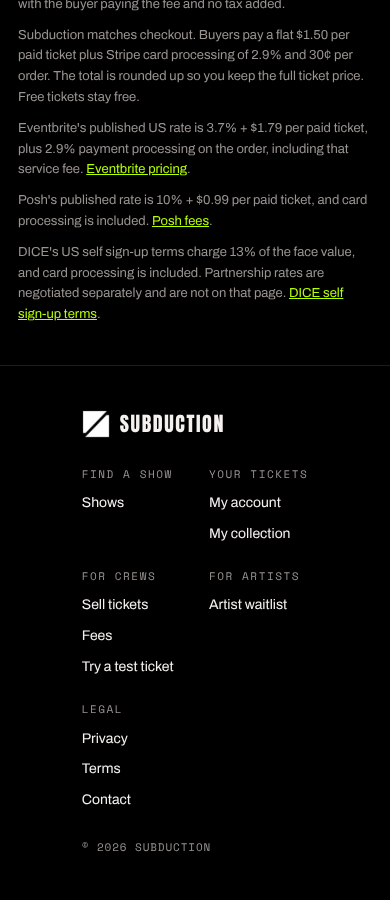 with the buyer paying the fee and no tax added.
Subduction matches checkout. Buyers pay a flat $1.50 per
paid ticket plus Stripe card processing of 2.9% and 30¢ per
order. The total is rounded up so you keep the full ticket price.
Free tickets stay free.
Eventbrite's published US rate is 3.7% + $1.79 per paid ticket,
plus 2.9% payment processing on the order, including that
service fee. Eventbrite pricing.
Posh's published rate is 10% + $0.99 per paid ticket, and card
processing is included. Posh fees.
DICE's US self sign-up terms charge 13% of the face value,
and card processing is included. Partnership rates are
negotiated separately and are not on that page. DICE self
sign-up terms.
SUBDUCTION
FIND A SHOW
Shows
YOUR TICKETS
My account
My collection
FOR CREWS
Sell tickets
Fees
Try a test ticket
FOR ARTISTS
Artist waitlist
LEGAL
Privacy
Terms
Contact
© 2026 SUBDUCTION